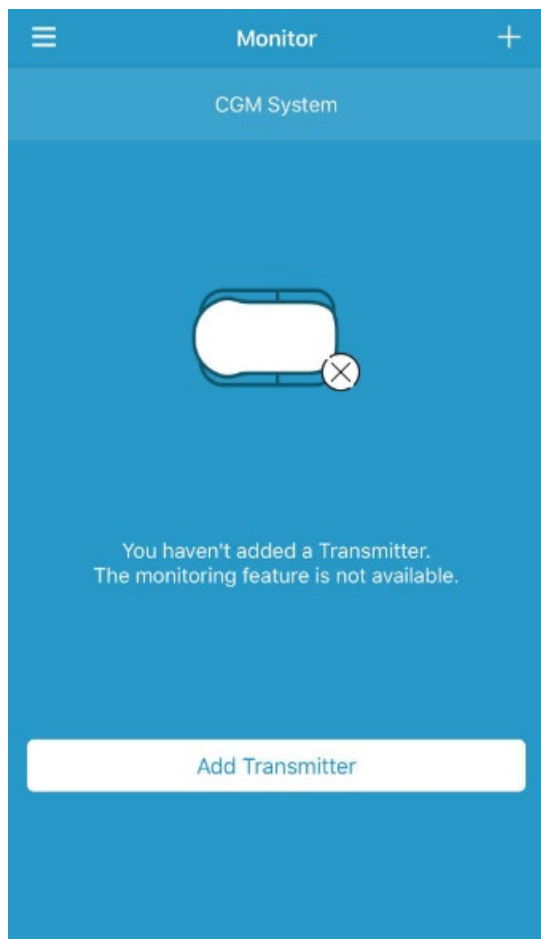 Monitor
CGM System
You haven't added a Transmitter.
The monitoring feature is not available.
Add Transmitter